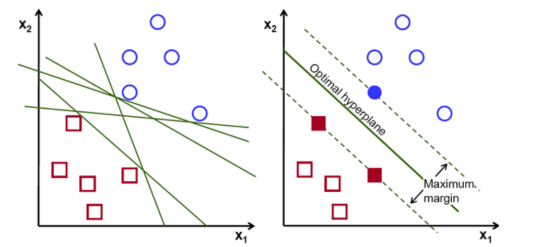 x2
x1
x2
Optimal hyperplane
Maximum
margin
x1